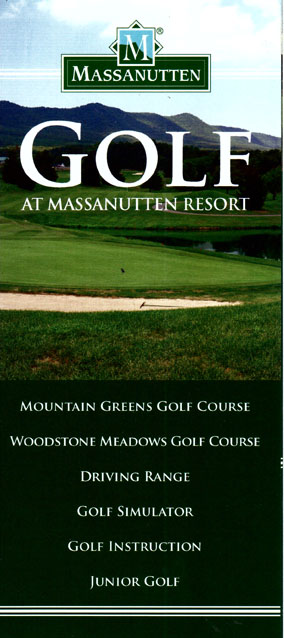 M®
MASSANUTTEN
GOLF
AT MASSANUTTEN RESORT
MOUNTAIN GREENS GOLF COURSE
WOODSTONE MEADOWS GOLF COURSE
DRIVING RANGE
GOLF SIMULATOR
GOLF INSTRUCTION
JUNIOR GOLF